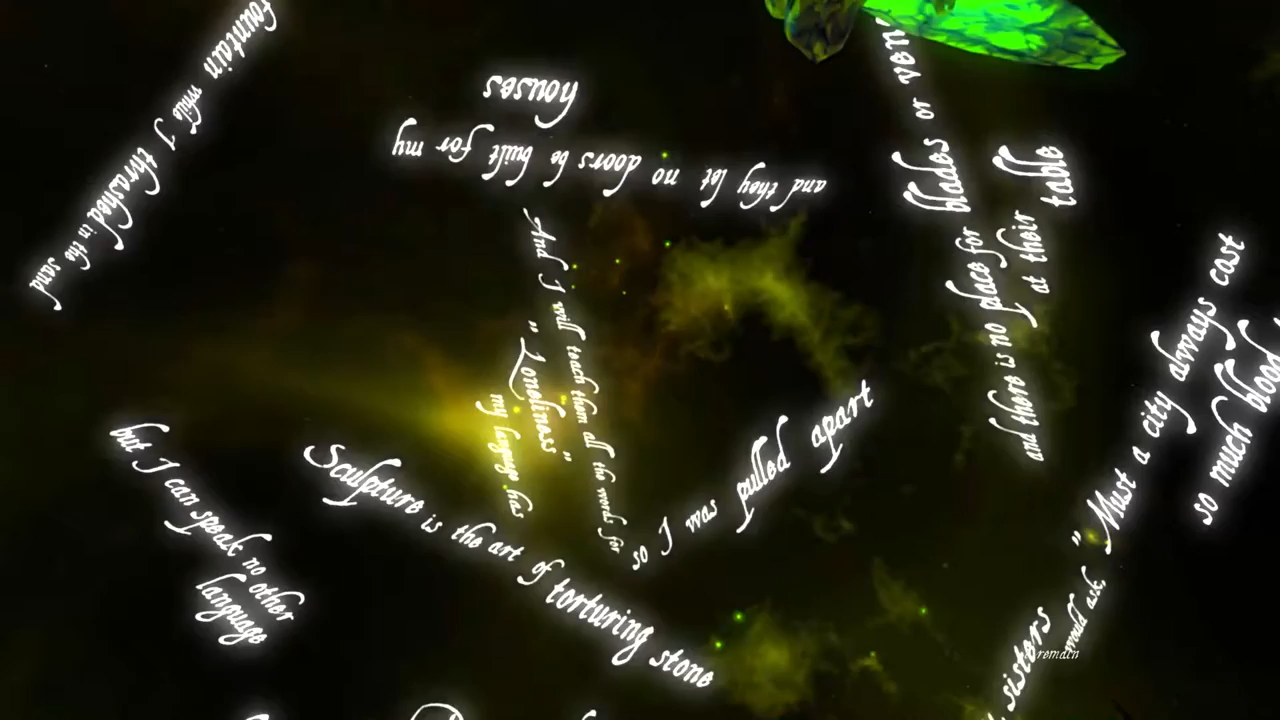 fountain while I thrashed in the sand
and they let no doors be built for my
houses
blades or
and there is no place for
at their
table
And I will teach them all the words for
"Loneliness"
my language has
so I was pulled apart
Must a city always cost
so much blood
sisters
would ask, "
remain
but I can speak no other
language
Sculpture is the art of torturing stone